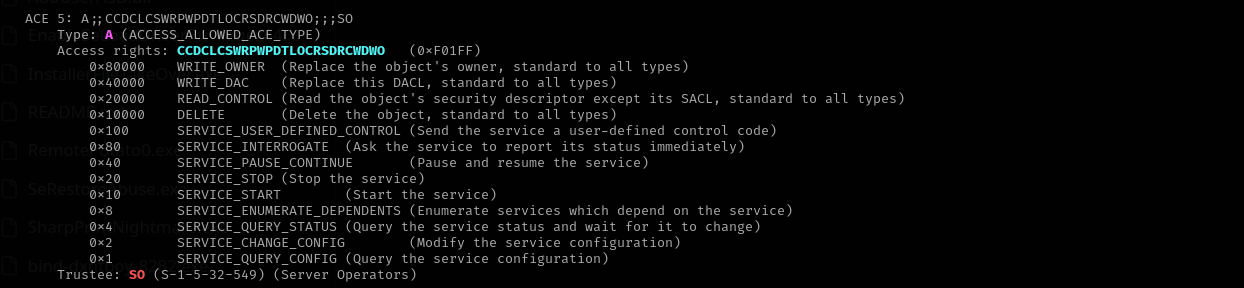 ACE 5: A;;CCDCLCSWRPWPDTLOCRSDRCWDWO;;;SO
Type: A (ACCESS_ALLOWED_ACE_TYPE)
Access rights: CCDCLCSWRPWPDTLOCRSDRCWDWO (0×F01FF)
0×80000 WRITE_OWNER (Replace the object's owner, standard to all types)
0×40000 WRITE_DAC (Replace this DACL, standard to all types)
0×20000 READ_CONTROL (Read the object's security descriptor except its SACL, standard to all types)
0×10000 DELETE (Delete the object, standard to all types)
0×100 SERVICE_USER_DEFINED_CONTROL (Send the service a user-defined control code)
0×80 SERVICE_INTERROGATE (Ask the service to report its status immediately)
0×40 SERVICE_PAUSE_CONTINUE (Pause and resume the service)
0×20 SERVICE_STOP (Stop the service)
0×10 SERVICE_START (Start the service)
0×8 SERVICE_ENUMERATE_DEPENDENTS (Enumerate services which depend on the service)
0×4 SERVICE_QUERY_STATUS (Query the service status and wait for it to change)
0×2 SERVICE_CHANGE_CONFIG (Modify the service configuration)
0×1 SERVICE_QUERY_CONFIG (Query the service configuration)
Trustee: SO (S-1-5-32-549) (Server Operators)